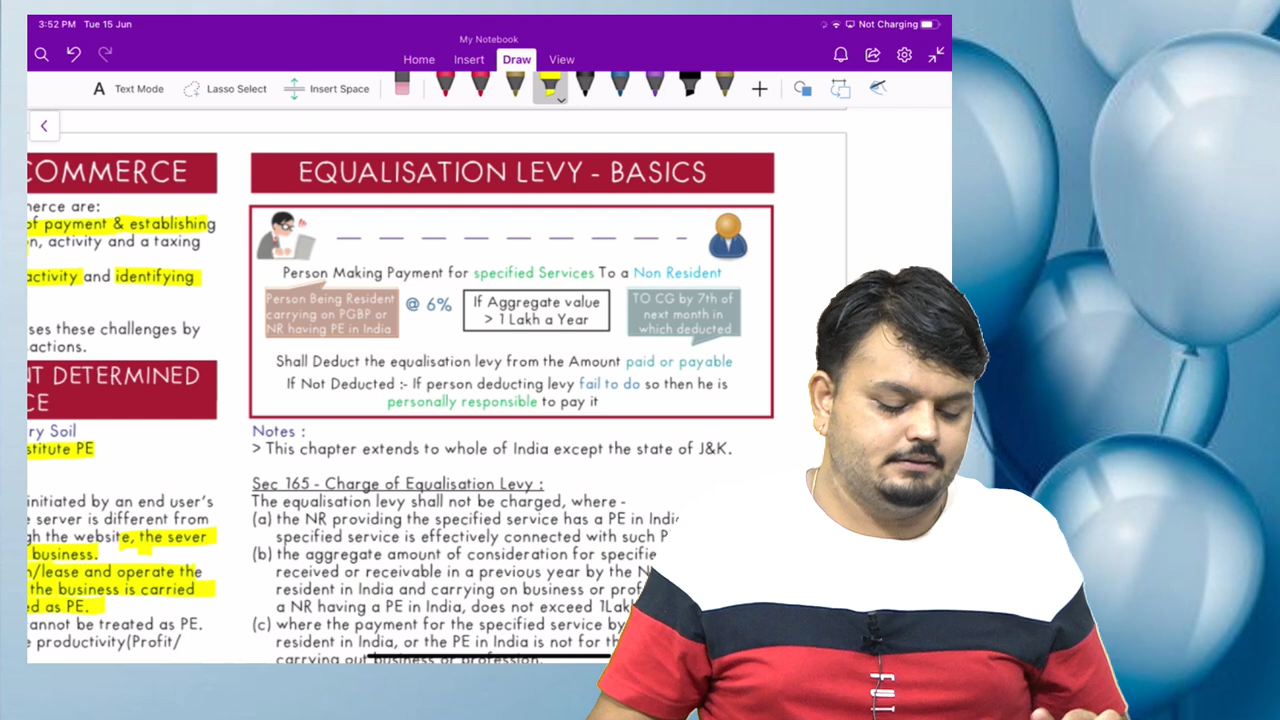 3:52 PM Tue 15 Jun
Not Charging
My Notebook
Home Insert Draw View
Text Mode Lasso Select Insert Space
COMMERCE
merce are:
of payment & establishing
n, activity and a taxing
activity and identifying
ses these challenges by
sactions.
NT DETERMINED
CE
ry Soil
stitute PE
initiated by an end user's
e server is different from
gh the website, the sever
business.
n/lease and operate the
the business is carried
ed as PE.
cannot be treated as PE.
e productivity(Profit/
EQUALISATION LEVY - BASICS
Person Making Payment for specified Services To a Non Resident
Person Being Resident
carrying on PGBP or
NR having PE in India
@ 6%
If Aggregate value
> 1 Lakh a Year
TO CG by 7th of
next month in
which deducted
Shall Deduct the equalisation levy from the Amount paid or payable
If Not Deducted :- If person deducting levy fail to do so then he is
personally responsible to pay it
Notes :
> This chapter extends to whole of India except the state of J&K.
Sec 165 - Charge of Equalisation Levy :
The equalisation levy shall not be charged, where -
(a) the NR providing the specified service has a PE in Indi
specified service is effectively connected with such P
(b) the aggregate amount of consideration for specifie
received or receivable in a previous year by the N
resident in India and carrying on business or prof
a NR having a PE in India, does not exceed 1Lak
(c) where the payment for the specified service by
resident in India, or the PE in India is not for th
carrying out business or profession.